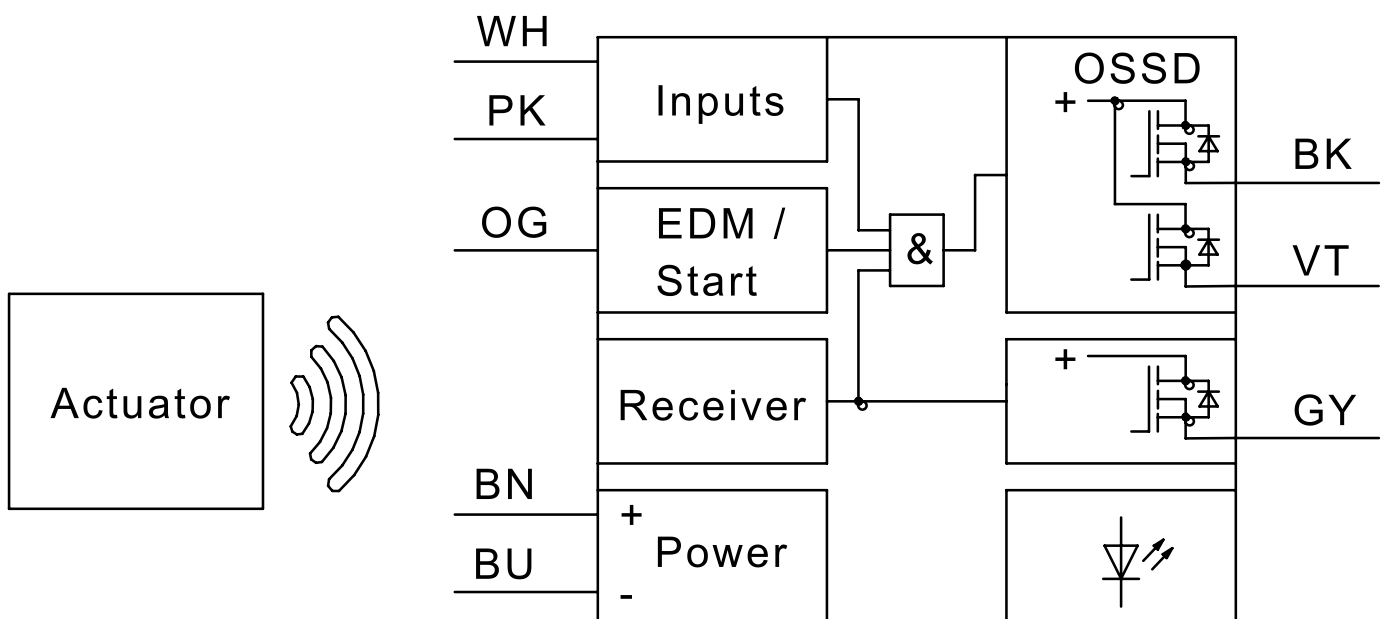 WH
Inputs
OSSD
+
PK
BK
OG
EDM /
Start
&
VT
Actuator
Receiver
+
GY
BN
+
Power
BU
-